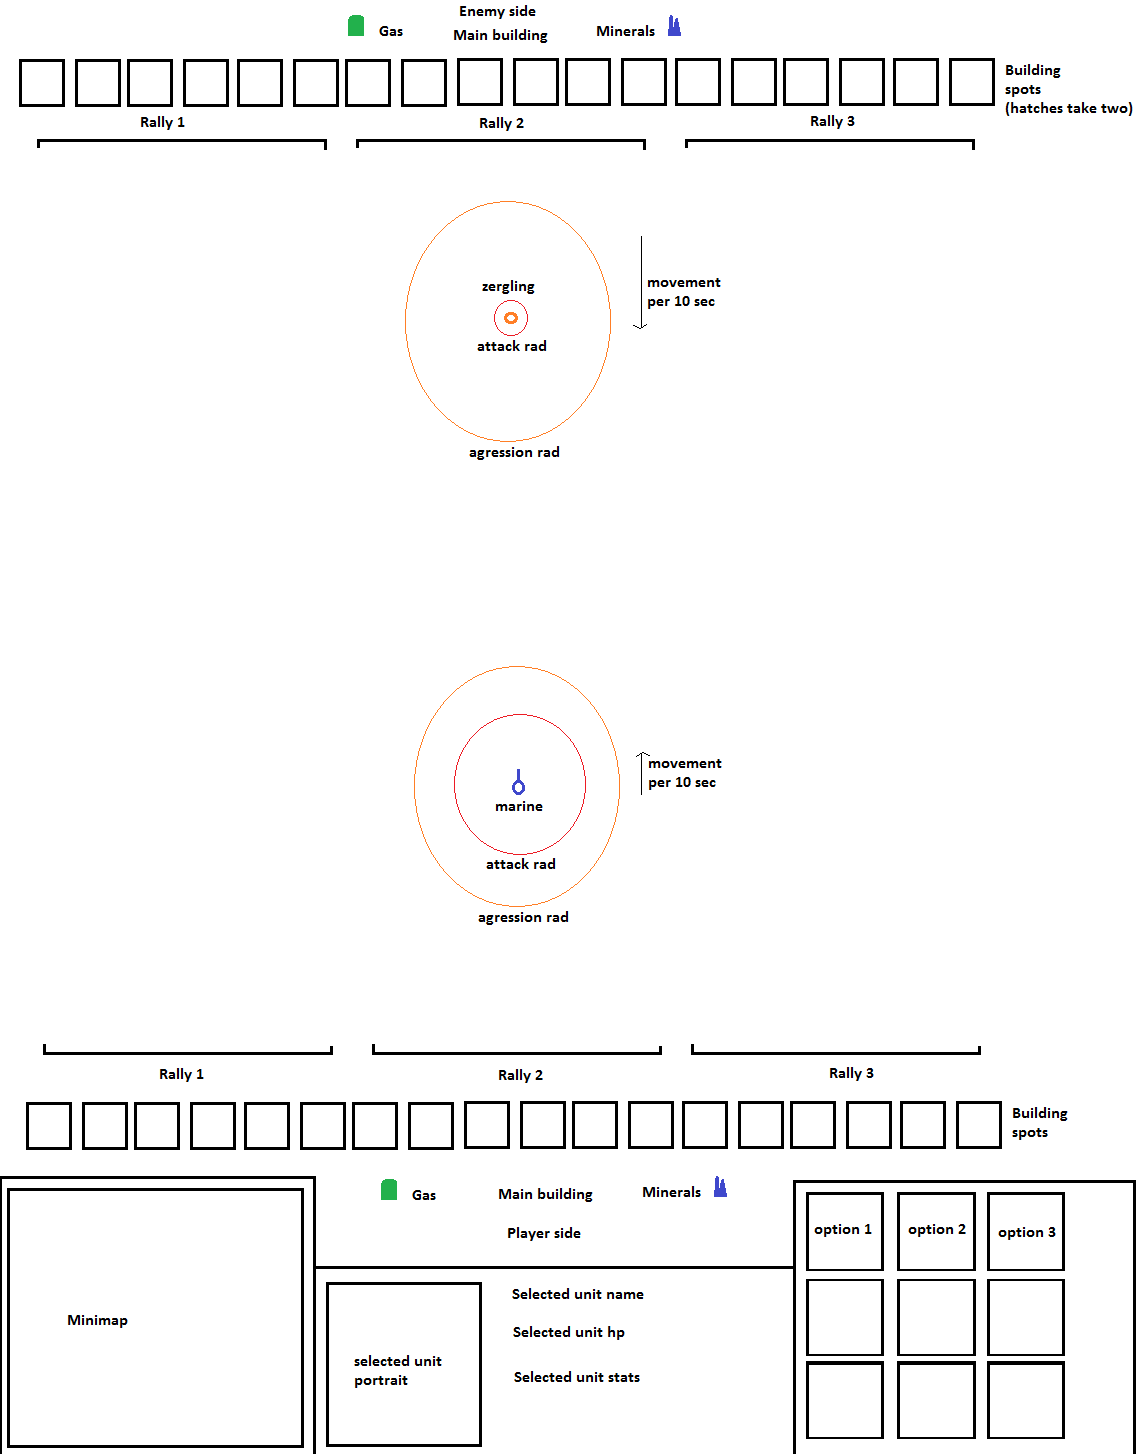 Enemy side
Gas
Main building
Minerals
Building
spots
(hatches take two)
Rally 1
Rally 2
Rally 3
zergling
attack rad
movement
per 10 sec
agression rad
marine
movement
per 10 sec
attack rad
agression rad
Rally 1
Rally 2
Rally 3
Building
spots
Gas
Main building
Minerals
Player side
option 1
option 2
option 3
Minimap
Selected unit name
Selected unit hp
selected unit
portrait
Selected unit stats